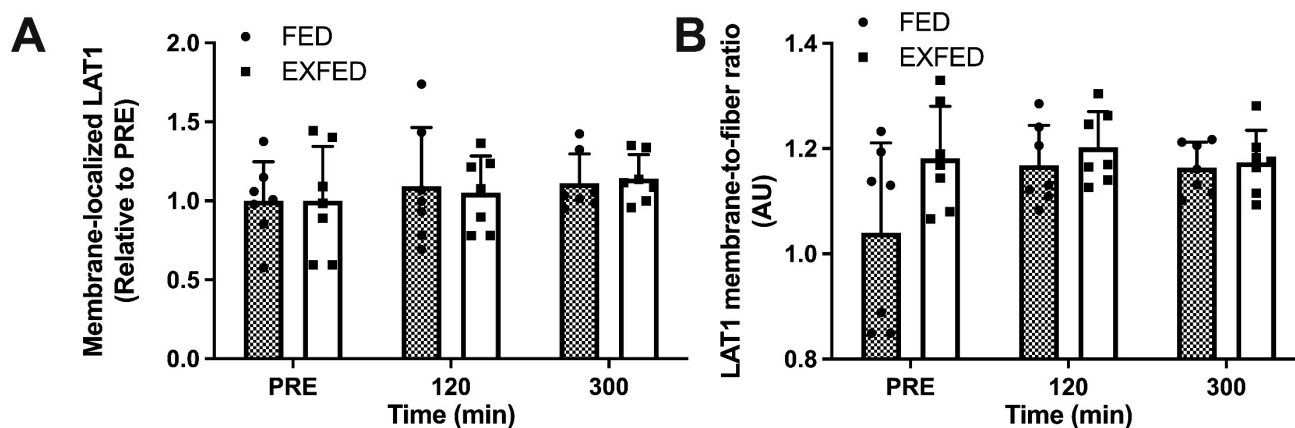 A
Membrane-localized LAT1
(Relative to PRE)
FED
EXFED
2.0
1.5
1.0
0.5
0.0
PRE
120
300
Time (min)
B
LAT1 membrane-to-fiber ratio
(AU)
FED
EXFED
1.4
1.2
1.0
0.8
PRE
120
300
Time (min)